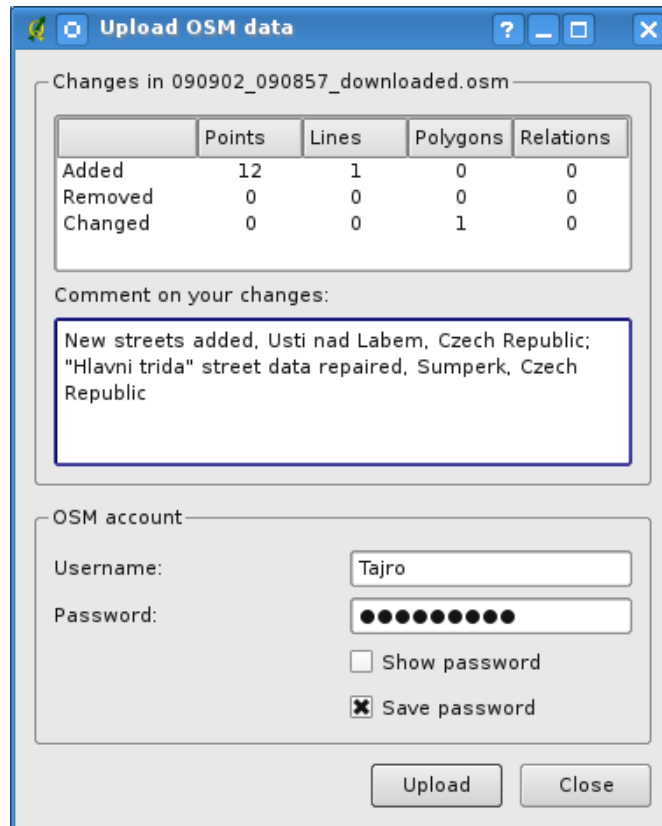 Upload OSM data
Changes in 090902_090857_downloaded.osm
Points Lines Polygons Relations
Added 12 1 0 0
Removed 0 0 0 0
Changed 0 0 1 0
Comment on your changes:
New streets added, Usti nad Labem, Czech Republic;
"Hlavni trida" street data repaired, Sumperk, Czech
Republic
OSM account
Username: Tajro
Password: ●●●●●●●●●
Show password
Save password
Upload Close